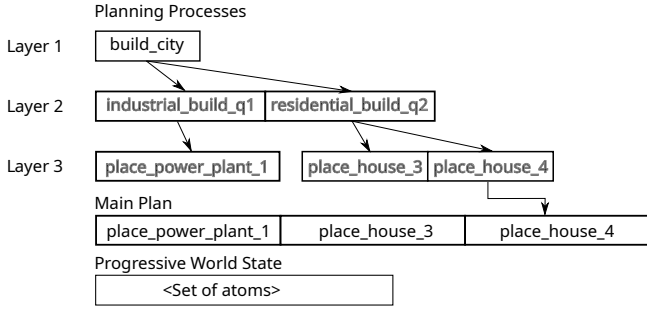 Planning Processes
Layer 1 build_city
Layer 2 industrial_build_q1 residential_build_q2
Layer 3 place_power_plant_1 place_house_3 place_house_4
Main Plan
place_power_plant_1 place_house_3 place_house_4
Progressive World State
<Set of atoms>